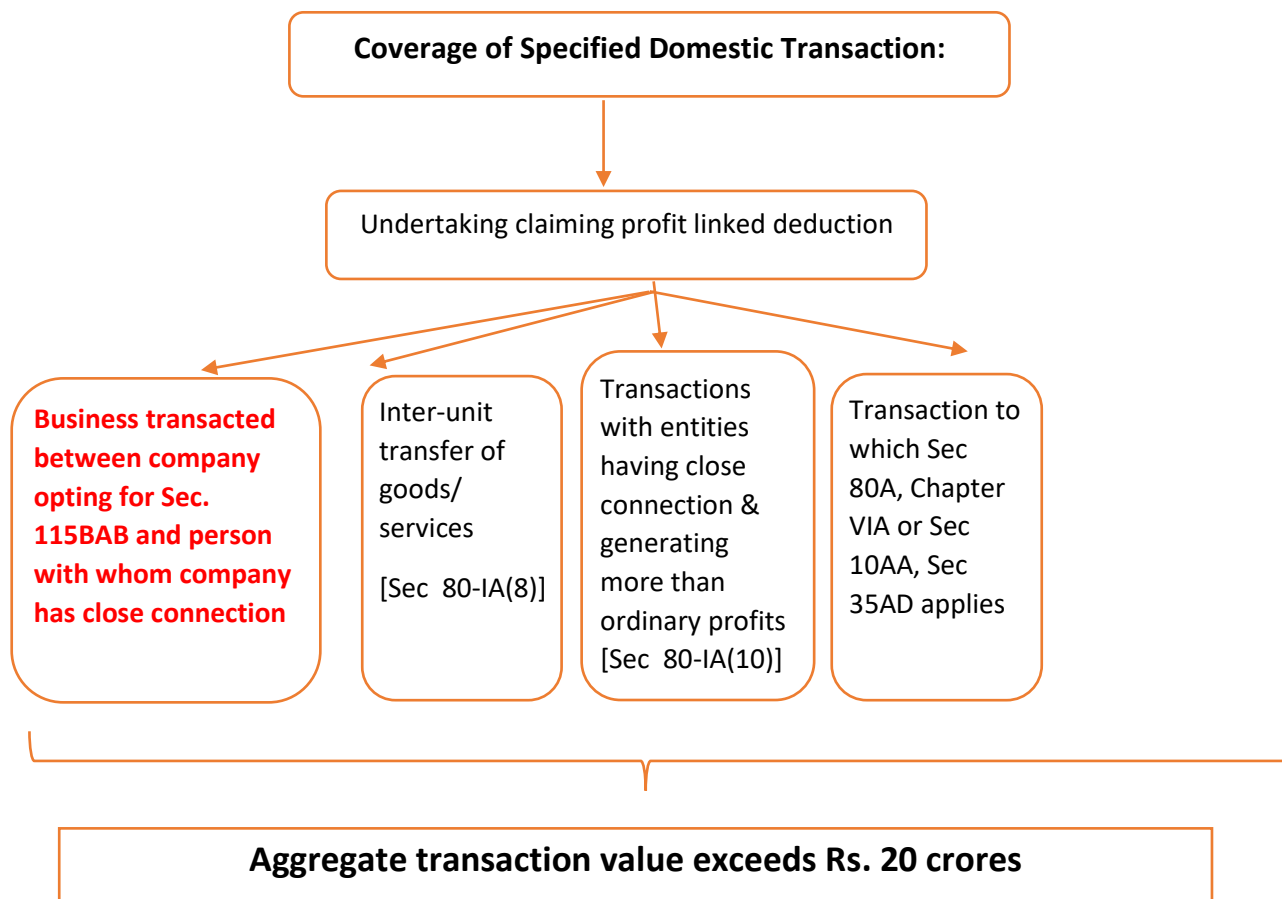 Coverage of Specified Domestic Transaction:
Undertaking claiming profit linked deduction
Business transacted
between company
opting for Sec.
115BAB and person
with whom company
has close connection
Inter-unit
transfer of
goods/
services
[Sec 80-IA(8)]
Transactions
with entities
having close
connection &
generating
more than
ordinary profits
[Sec 80-IA(10)]
Transaction to
which Sec
80A, Chapter
VIA or Sec
10AA, Sec
35AD applies
Aggregate transaction value exceeds Rs. 20 crores